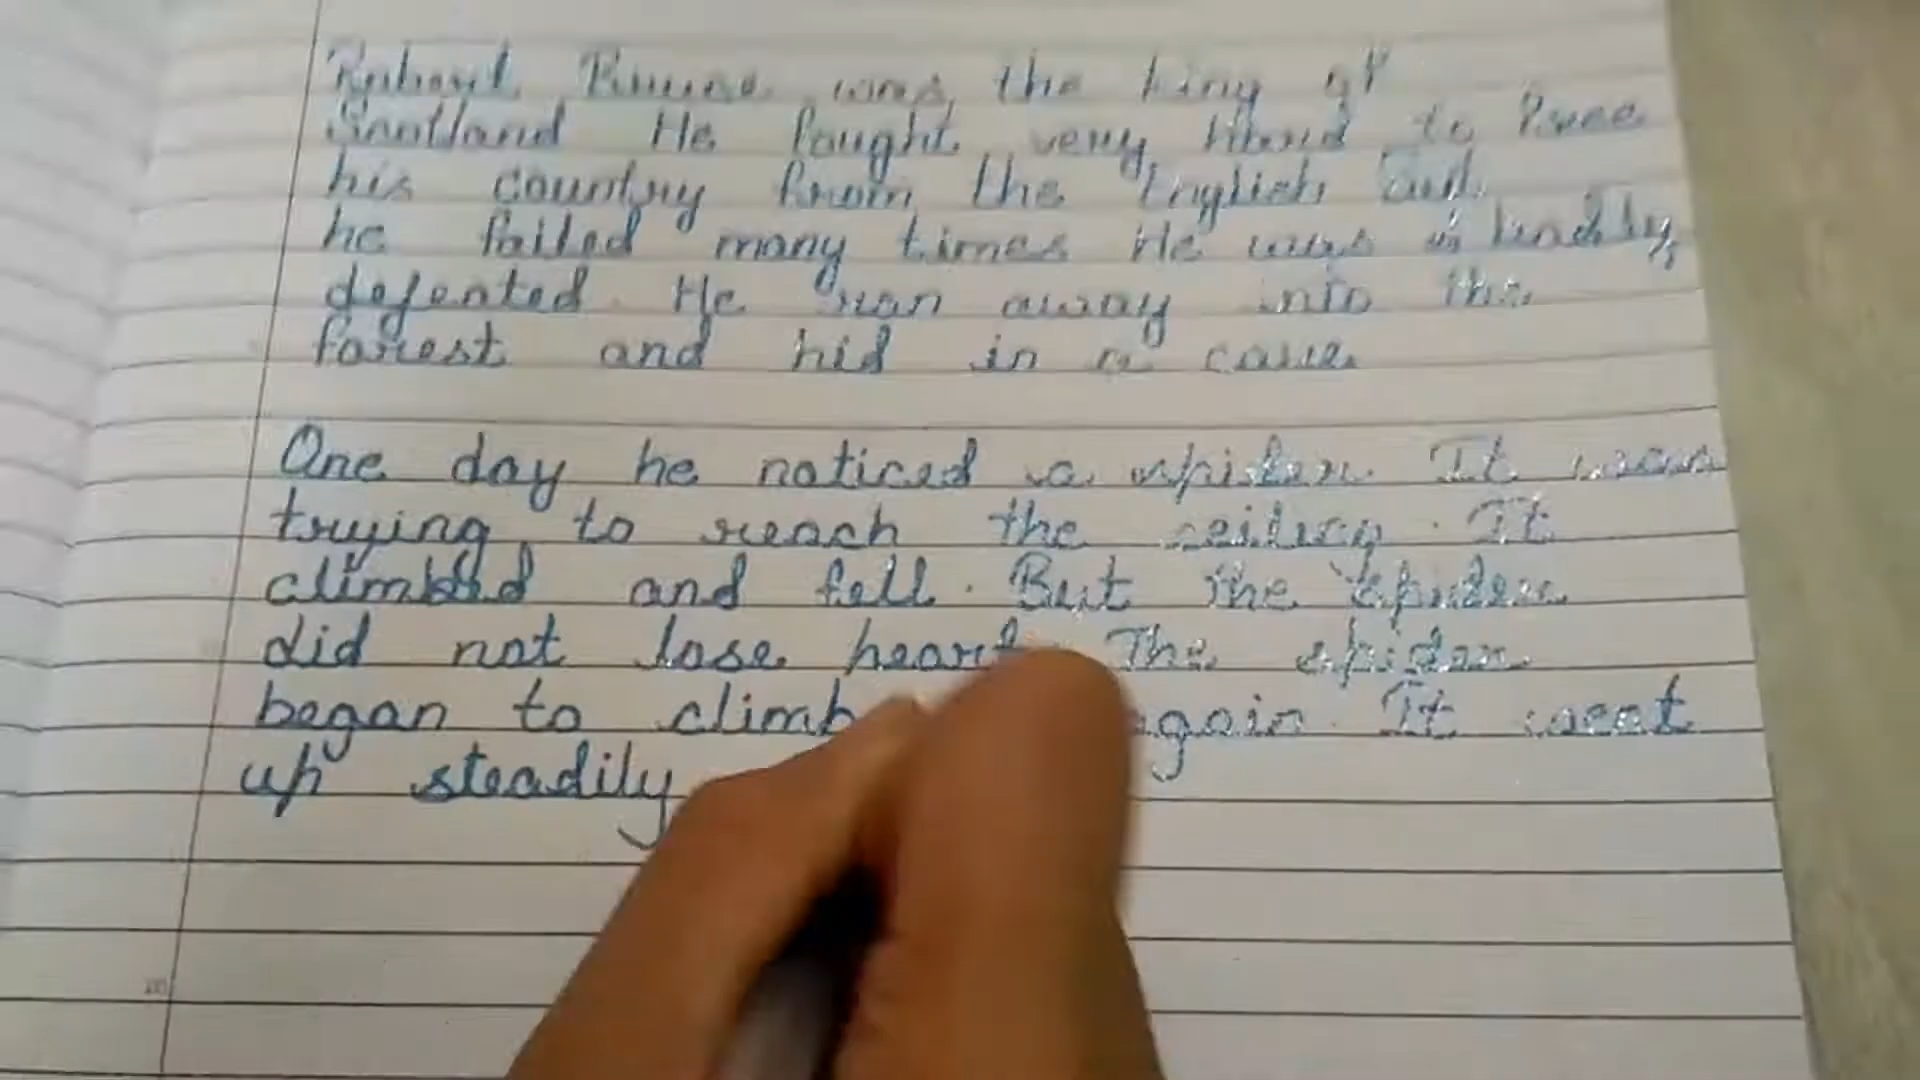 Robert Bruce was the king of
Scotland He fought very hard to free
his country from the English but
he failed many times He was badly
defeated. He ran away into the
forest and hid in a cave
One day he noticed a spider. It was
trying to reach the ceiling. It
climbed and fell. But the spider
did not lose heart. The spider
began to climb again. It went
up steadily